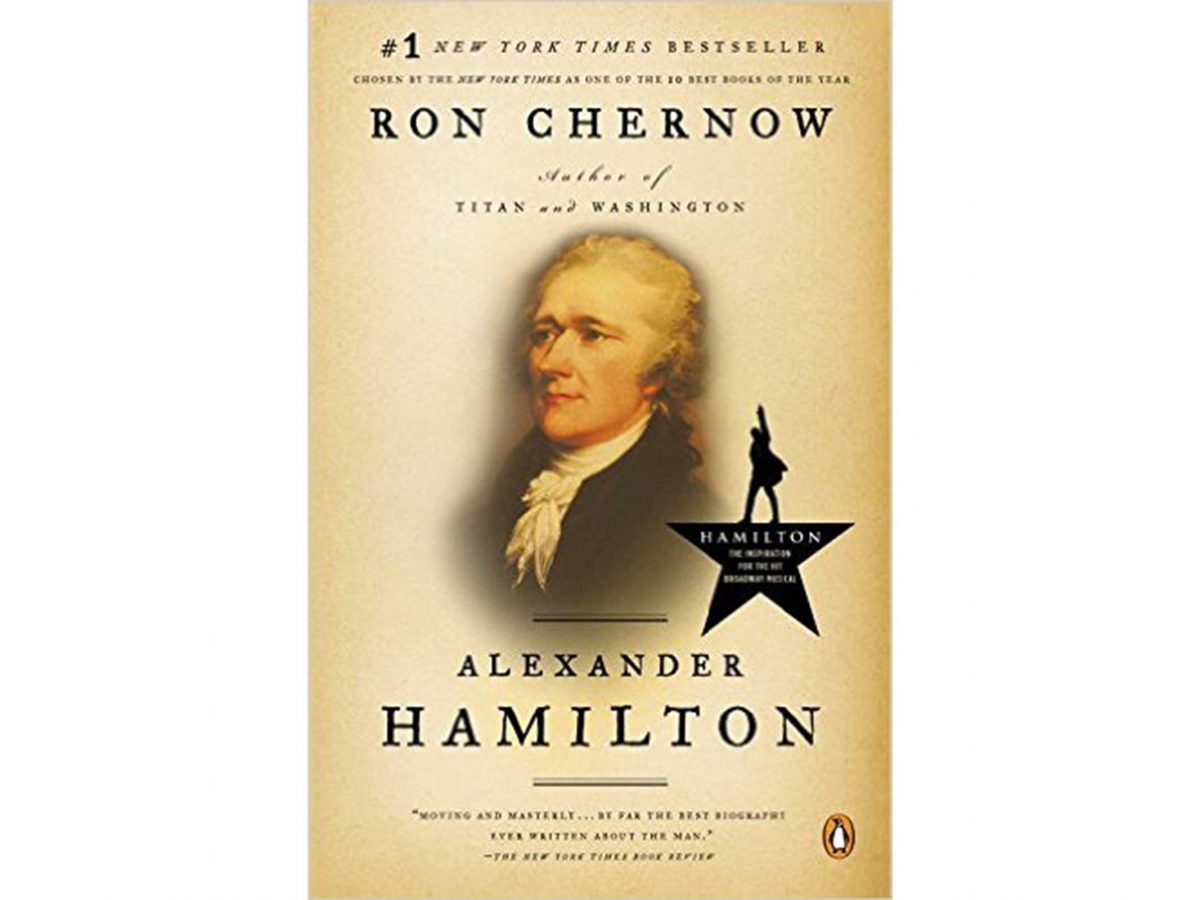 #1 NEW YORK TIMES BESTSELLER
CHOSEN BY THE NEW YORK TIMES AS ONE OF THE 10 BEST BOOKS OF THE YEAR
RON CHERNOW
Author of
TITAN and WASHINGTON
HAMILTON
THE INSPIRATION
FOR THE HIT
BROADWAY MUSICAL
ALEXANDER
HAMILTON
“MOVING AND MASTERLY...BY FAR THE BEST BIOGRAPHY
EVER WRITTEN ABOUT THE MAN.”
—THE NEW YORK TIMES BOOK REVIEW